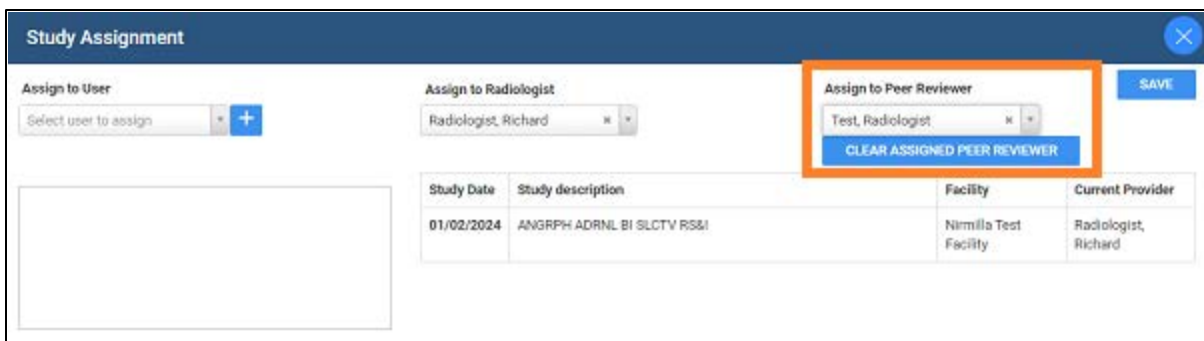 Study Assignment
Assign to User
Assign to Radiologist
Assign to Peer Reviewer
SAVE
Select user to assign
+
Radiologist, Richard
Test, Radiologist
CLEAR ASSIGNED PEER REVIEWER
Study Date Study description Facility Current Provider
01/02/2024 ANGRPH ADRNL BI SLCTV RS&I Nirmilla Test Radiologist,
Facility Richard